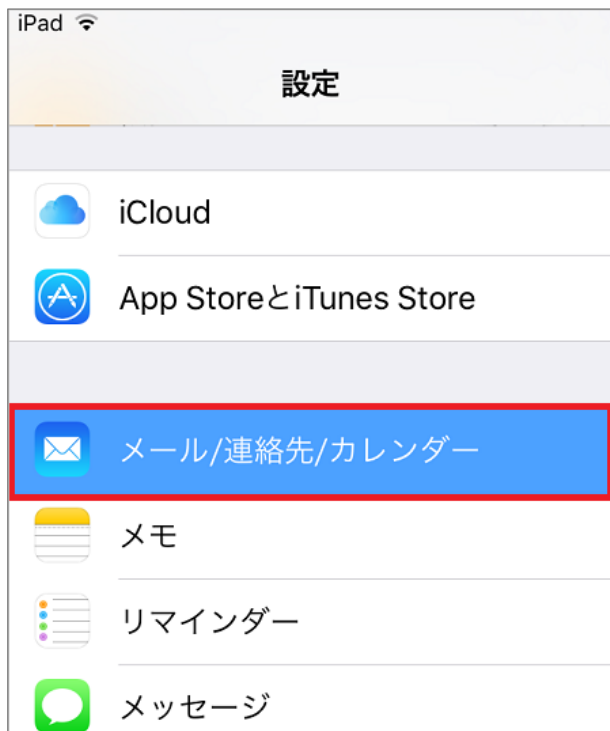 iPad
設定
iCloud
App StoreとiTunes Store
メール/連絡先/カレンダー
メモ
リマインダー
メッセージ